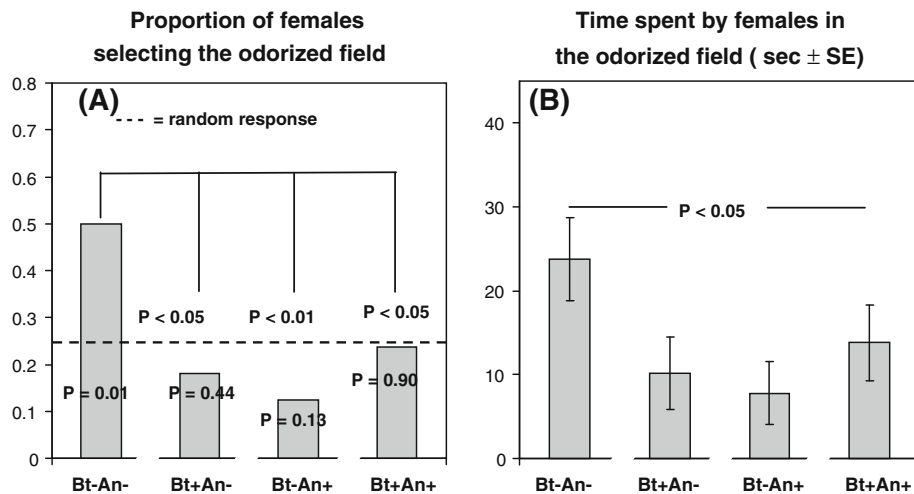 Proportion of females
selecting the odorized field
0.8
0.7
0.6
0.5
0.4
0.3
0.2
0.1
0
(A)
--- = random response
P < 0.05
P < 0.01
P < 0.05
P = 0.01
P = 0.44
P = 0.13
P = 0.90
Bt-An-
Bt+An-
Bt-An+
Bt+An+
Time spent by females in
the odorized field ( sec ± SE)
40
30
20
10
0
(B)
P < 0.05
Bt-An-
Bt+An-
Bt-An+
Bt+An+